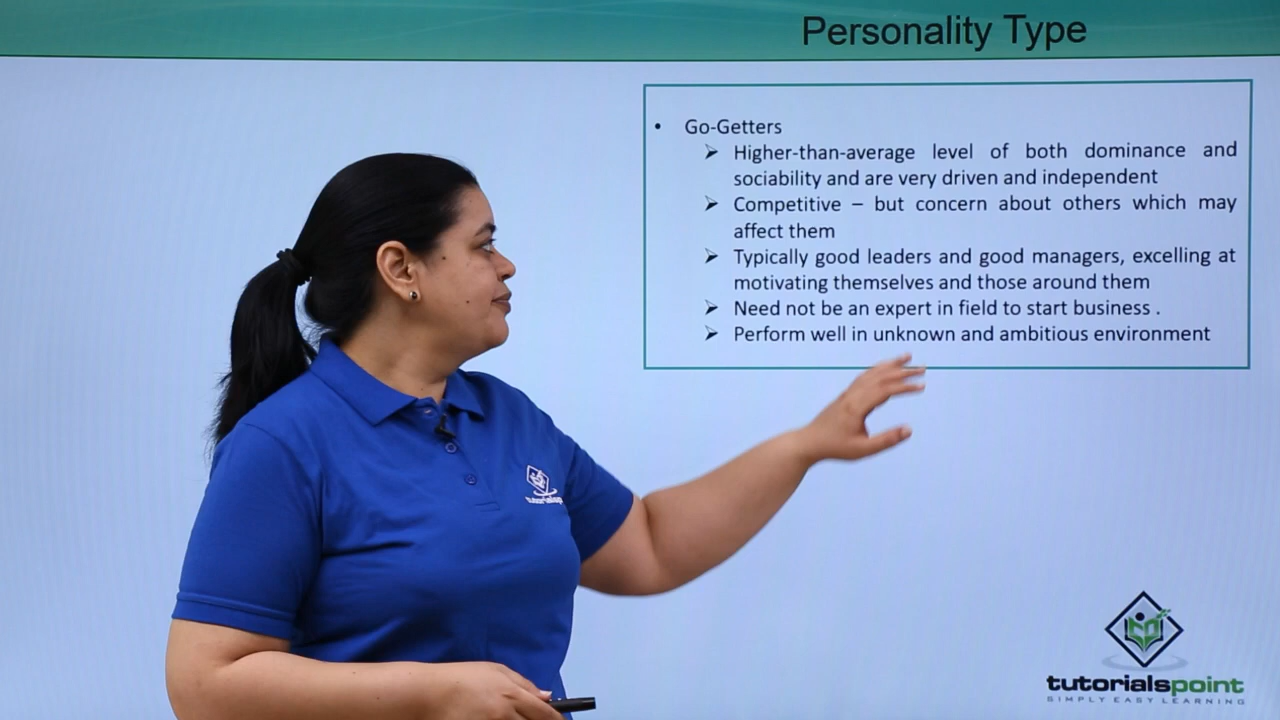 Personality Type
• Go-Getters
➢ Higher-than-average level of both dominance and
sociability and are very driven and independent
➢ Competitive – but concern about others which may
affect them
➢ Typically good leaders and good managers, excelling at
motivating themselves and those around them
➢ Need not be an expert in field to start business .
➢ Perform well in unknown and ambitious environment
tutorialsp
tutorialspoint
SIMPLY EASY LEARNING